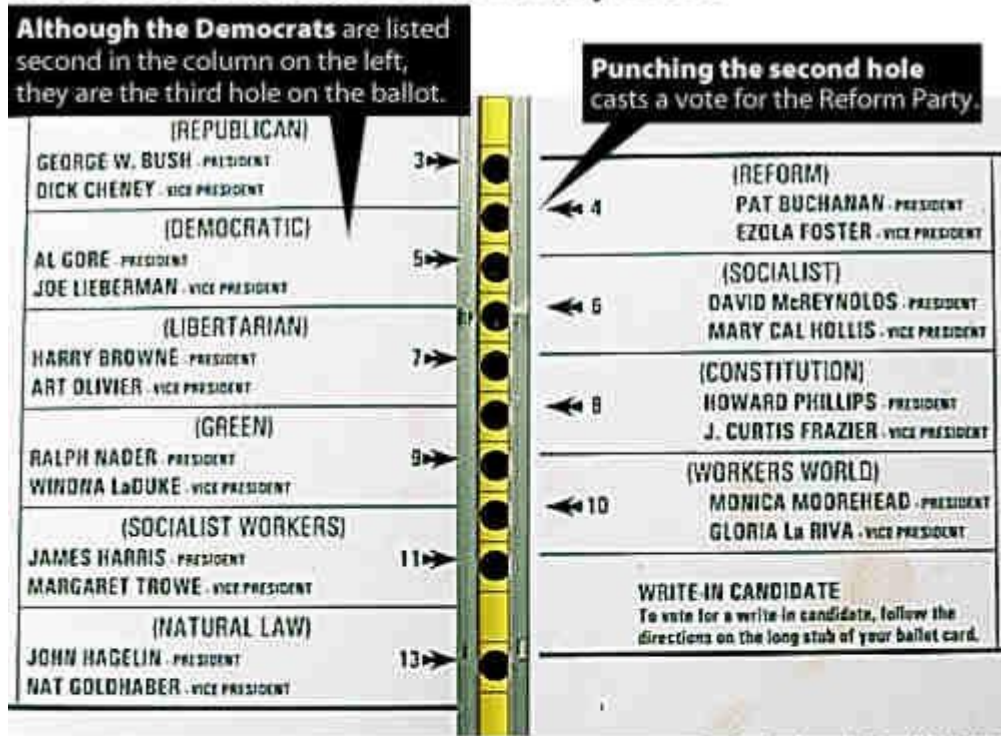 Although the Democrats are listed
second in the column on the left,
they are the third hole on the ballot.
Punching the second hole
casts a vote for the Reform Party.
(REPUBLICAN)
GEORGE W. BUSH - PRESIDENT
DICK CHENEY - VICE PRESIDENT
3
(DEMOCRATIC)
AL GORE - PRESIDENT
JOE LIEBERMAN - VICE PRESIDENT
5
(LIBERTARIAN)
HARRY BROWNE - PRESIDENT
ART OLIVIER - VICE PRESIDENT
7
(GREEN)
RALPH NADER - PRESIDENT
WINONA LaDUKE - VICE PRESIDENT
9
(SOCIALIST WORKERS)
JAMES HARRIS - PRESIDENT
MARGARET TROWE - VICE PRESIDENT
11
(NATURAL LAW)
JOHN HAGELIN - PRESIDENT
NAT GOLDHABER - VICE PRESIDENT
13
(REFORM)
4
PAT BUCHANAN - PRESIDENT
EZOLA FOSTER - VICE PRESIDENT
(SOCIALIST)
6
DAVID McREYNOLDS - PRESIDENT
MARY CAL HOLLIS - VICE PRESIDENT
(CONSTITUTION)
8
HOWARD PHILLIPS - PRESIDENT
J. CURTIS FRAZIER - VICE PRESIDENT
(WORKERS WORLD)
10
MONICA MOOREHEAD - PRESIDENT
GLORIA La RIVA - VICE PRESIDENT
WRITE-IN CANDIDATE
To vote for a write-in candidate, follow the
directions on the long stub of your ballot card.